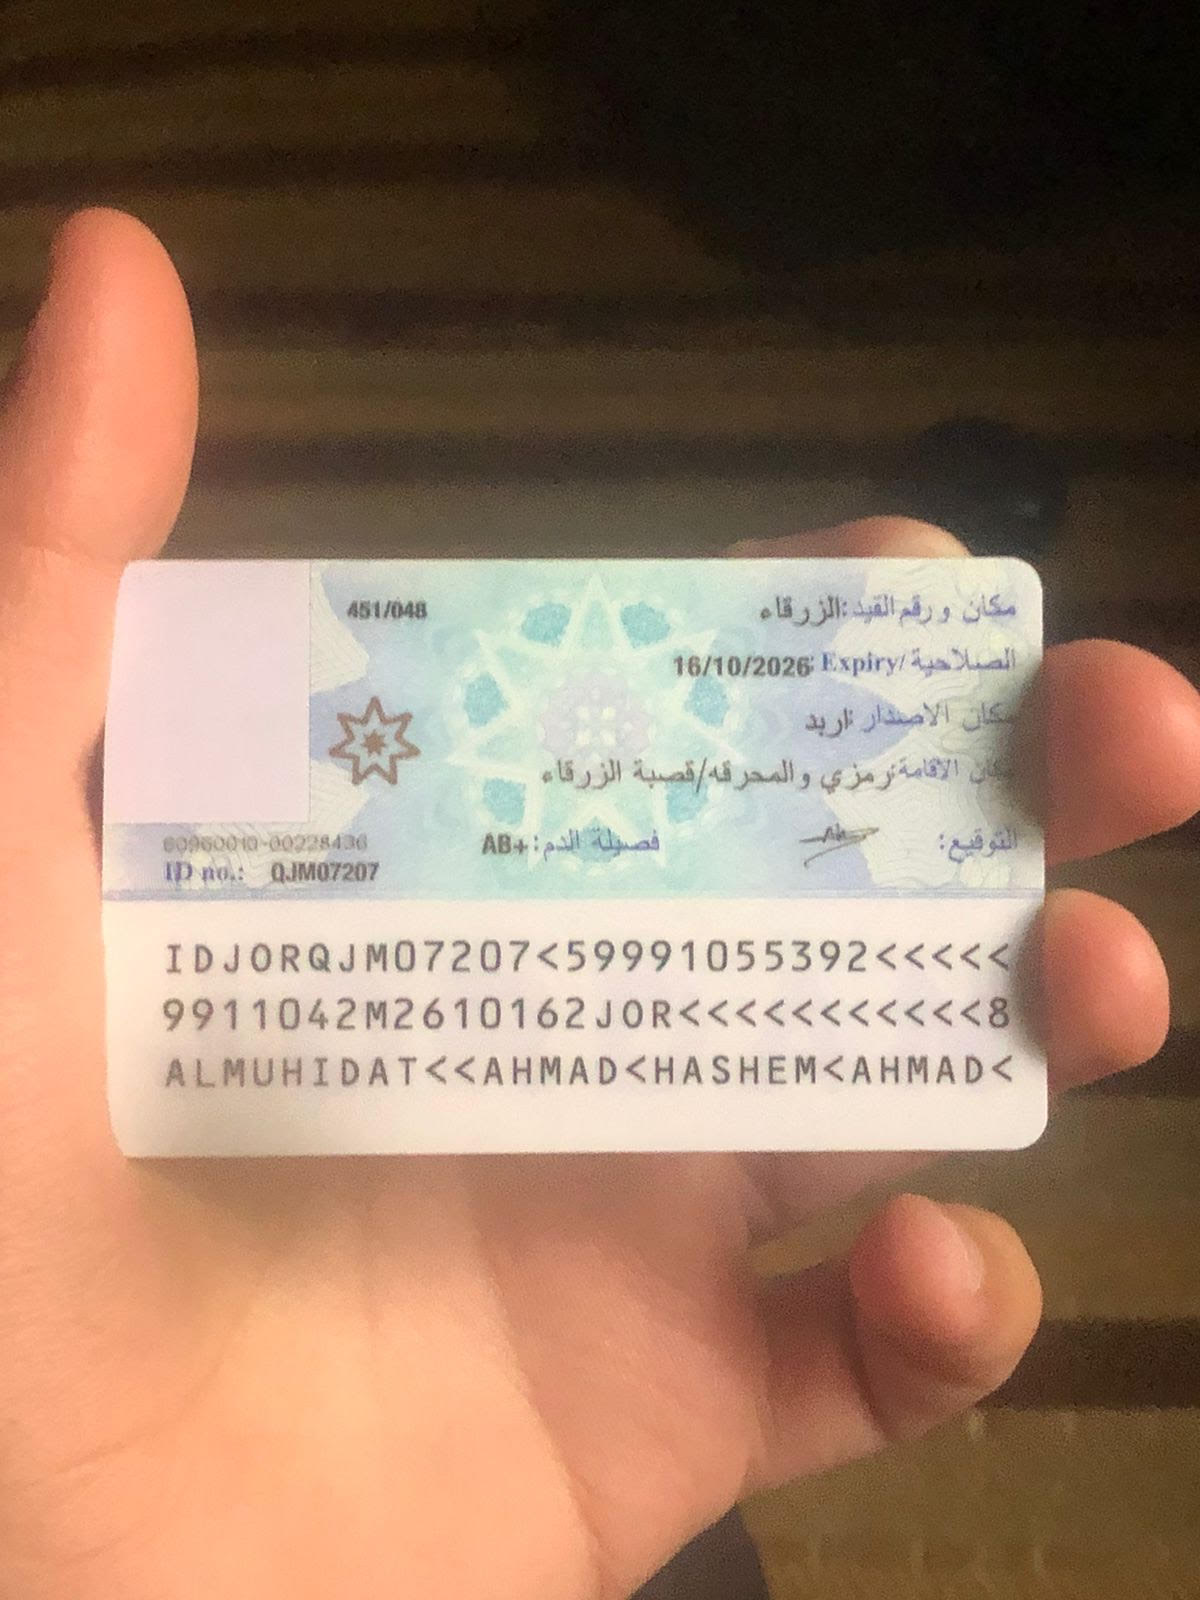 مكان ورقم القيد: الزرقاء 451/048
الصلاحية/Expiry: 16/10/2026
مكان الاصدار: اربد
مكان الاقامة: رمزي والمحرقه/قصبة الزرقاء
التوقيع: فصيلة الدم: AB+
60960010-00228436
ID no.: QJM07207
IDJORQJM07207<59991055392<<<<<
9911042M2610162JOR<<<<<<<<<<<8
ALMUHIDAT<<AHMAD<HASHEM<AHMAD<